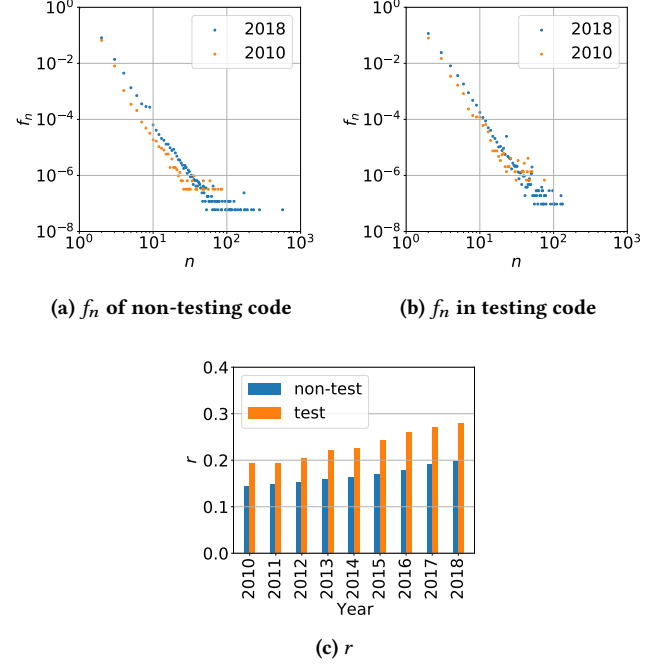 10^0
10^-2
10^-4
10^-6
10^-8
f_n
2018
2010
10^0 10^1 10^2 10^3
n
(a) f_n of non-testing code
10^0
10^-2
10^-4
10^-6
10^-8
f_n
2018
2010
10^0 10^1 10^2 10^3
n
(b) f_n in testing code
0.4
0.3
0.2
0.1
0.0
r
non-test
test
2010 2011 2012 2013 2014 2015 2016 2017 2018
Year
(c) r